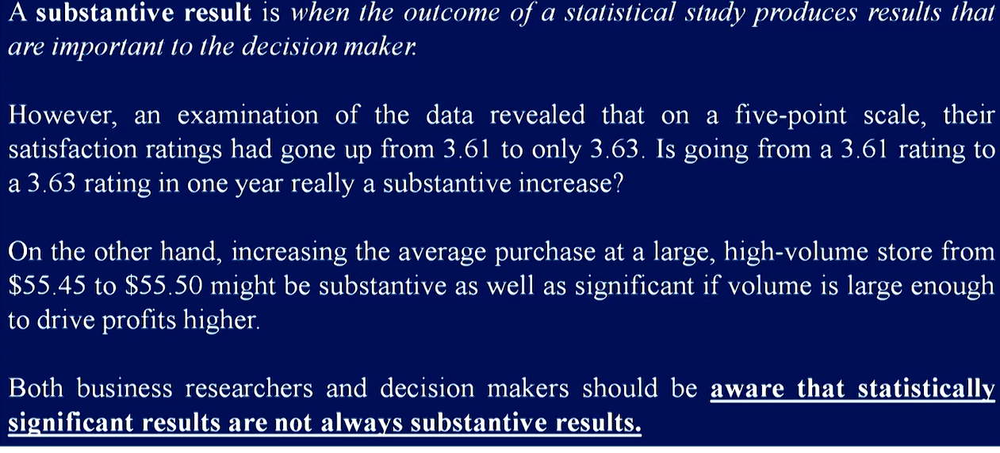 A substantive result is when the outcome of a statistical study produces results that
are important to the decision maker.
However, an examination of the data revealed that on a five-point scale, their
satisfaction ratings had gone up from 3.61 to only 3.63. Is going from a 3.61 rating to
a 3.63 rating in one year really a substantive increase?
On the other hand, increasing the average purchase at a large, high-volume store from
$55.45 to $55.50 might be substantive as well as significant if volume is large enough
to drive profits higher.
Both business researchers and decision makers should be aware that statistically
significant results are not always substantive results.